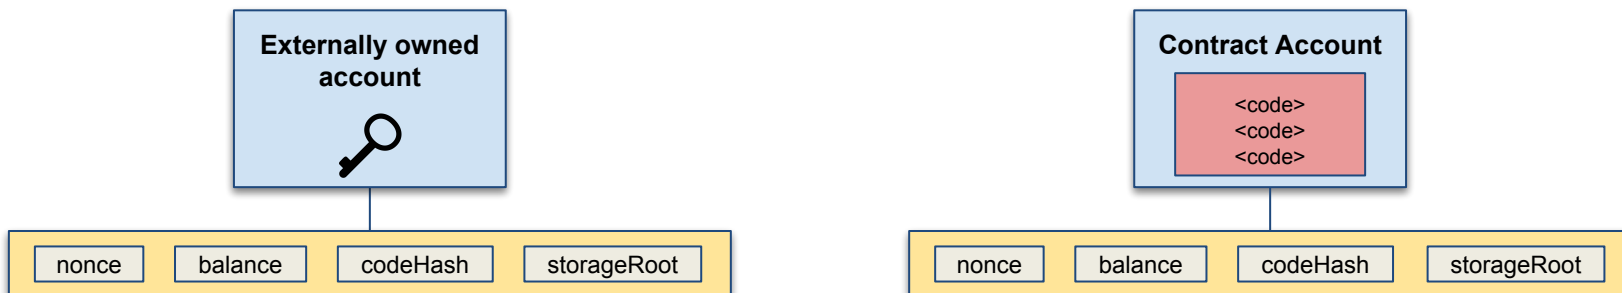 Externally owned
account
nonce
balance
codeHash
storageRoot
Contract Account
<code>
<code>
<code>
nonce
balance
codeHash
storageRoot